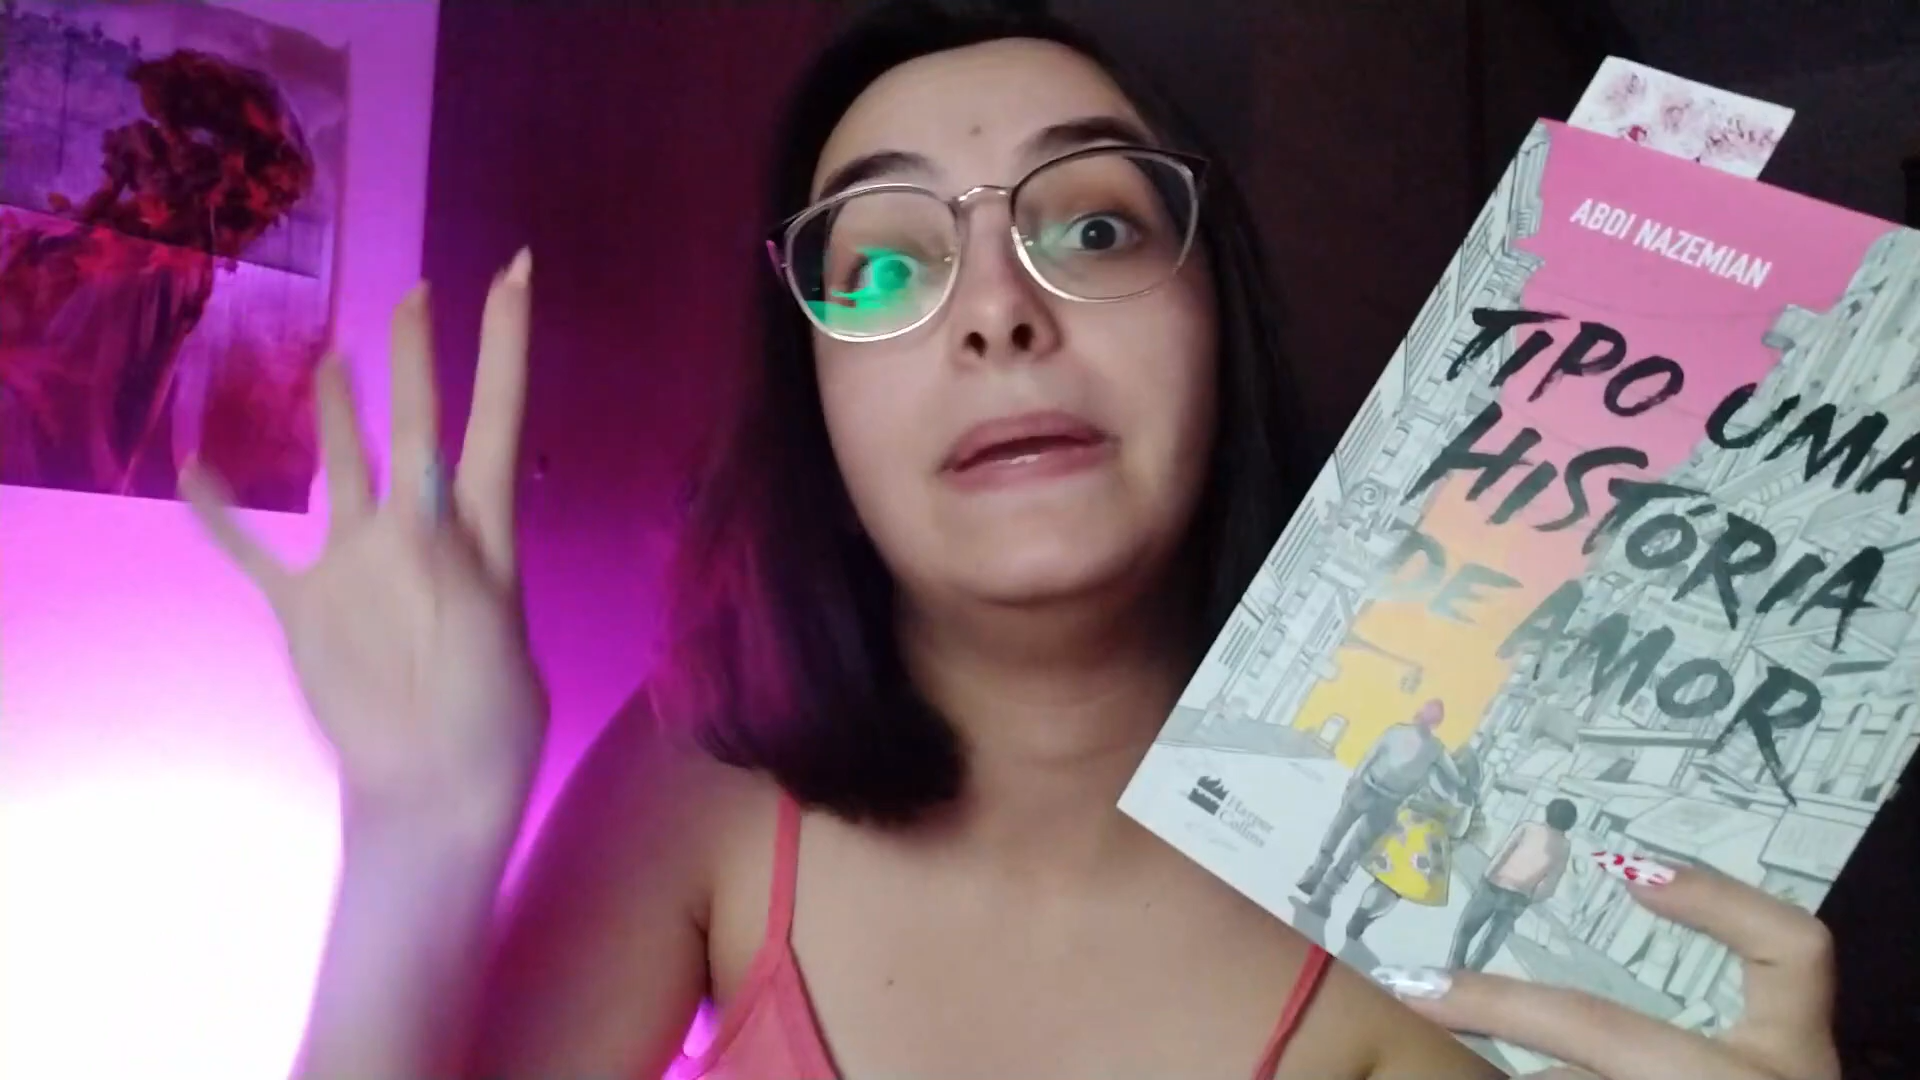 ABDI NAZEMIAN
TIPO UMA
HISTÓRIA
DE AMOR
Harper
Collins